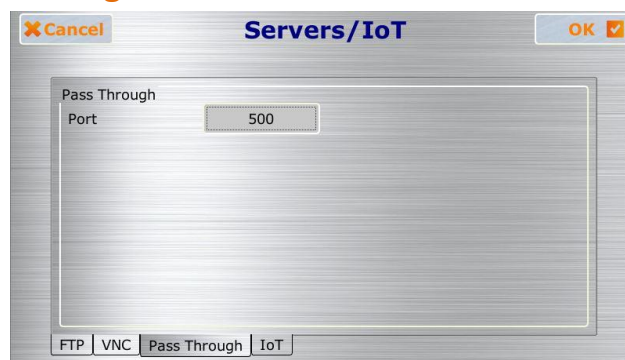 Cancel
Servers/IoT
OK
Pass Through
Port
500
FTP
VNC
Pass Through
IoT